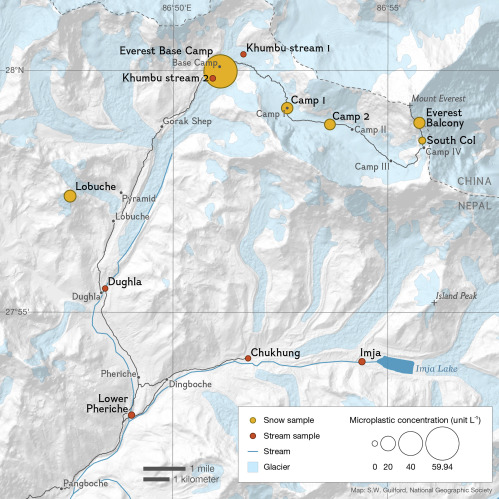 86°50'E
86°55'E
Everest Base Camp
Khumbu stream 1
Base Camp
28°N
Khumbu stream 2
Camp 1
Camp I
Mount Everest
Everest
Balcony
Camp 2
Camp II
Gorak Shep
South Col
Camp IV
Camp III
CHINA
NEPAL
Lobuche
Pyramid
Lobuche
Dughla
Dughla
Island Peak
27°55'
Chukhung
Imja
Imja Lake
Pheriche
Dingboche
Lower
Pheriche
Snow sample
Stream sample
Stream
Glacier
Microplastic concentration (unit L⁻¹)
0 20 40 59.94
1 mile
1 kilometer
Pangboche
Map: S.W. Guilford, National Geographic Society